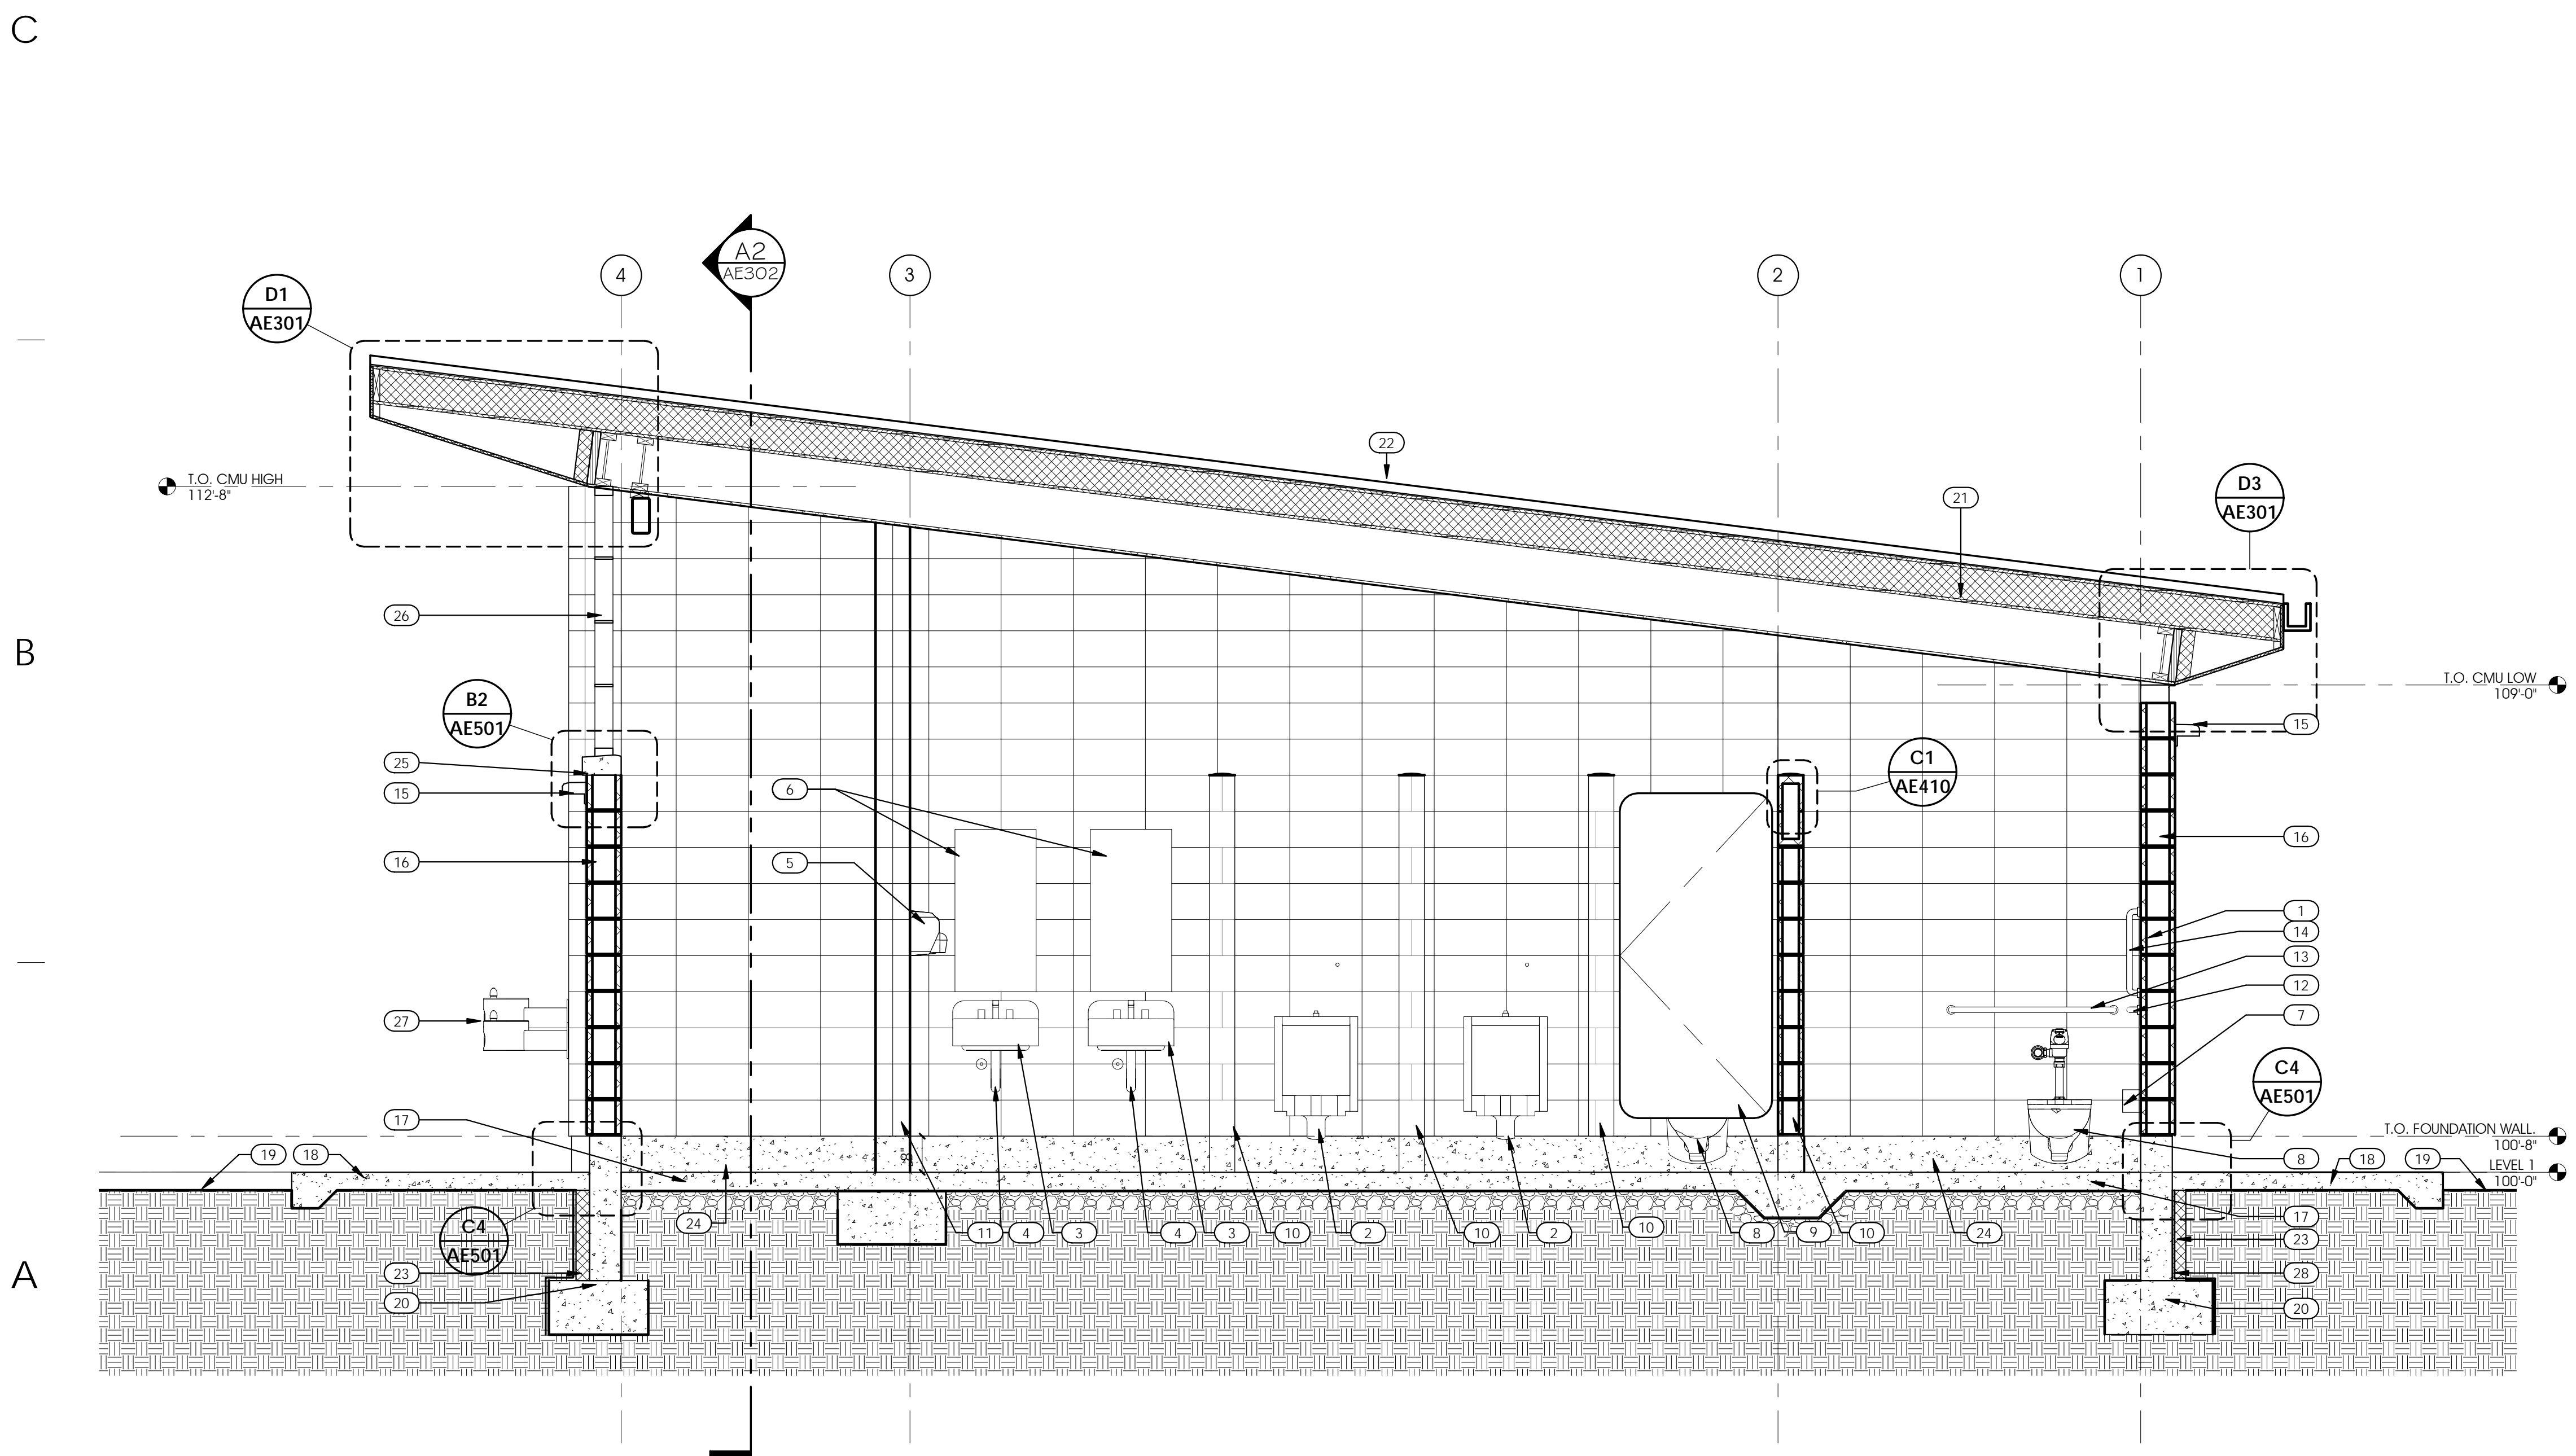 C
A2
AE302
4
3
2
1
D1
AE301
22
T.O. CMU HIGH
112'-8"
D3
AE301
21
26
B
T.O. CMU LOW
109'-0"
B2
AE501
15
25
C1
AE410
15
6
16
16
5
1
14
13
12
27
7
C4
AE501
17
T.O. FOUNDATION WALL.
100'-8"
19
18
8
18
19
LEVEL 1
100'-0"
C4
AE501
24
11
4
3
4
3
10
2
10
2
10
8
9
10
24
17
23
A
23
28
20
20